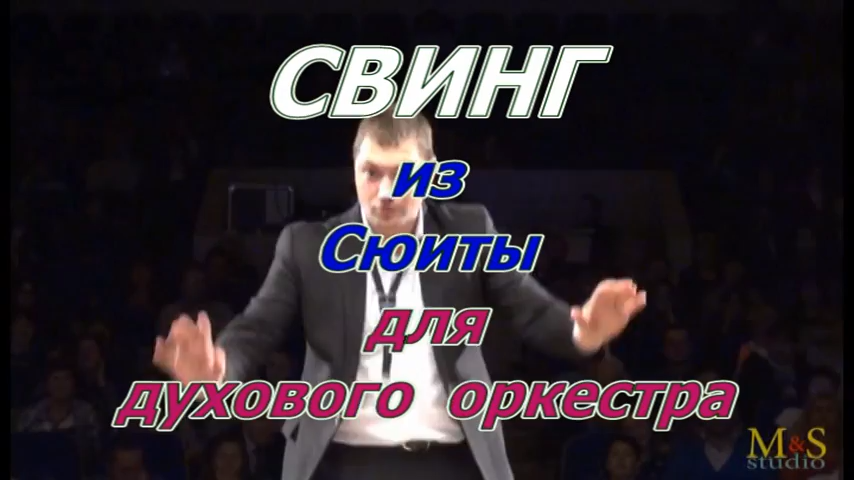 СВИНГ
из
Сюиты
для
духового оркестра
M&S
studio